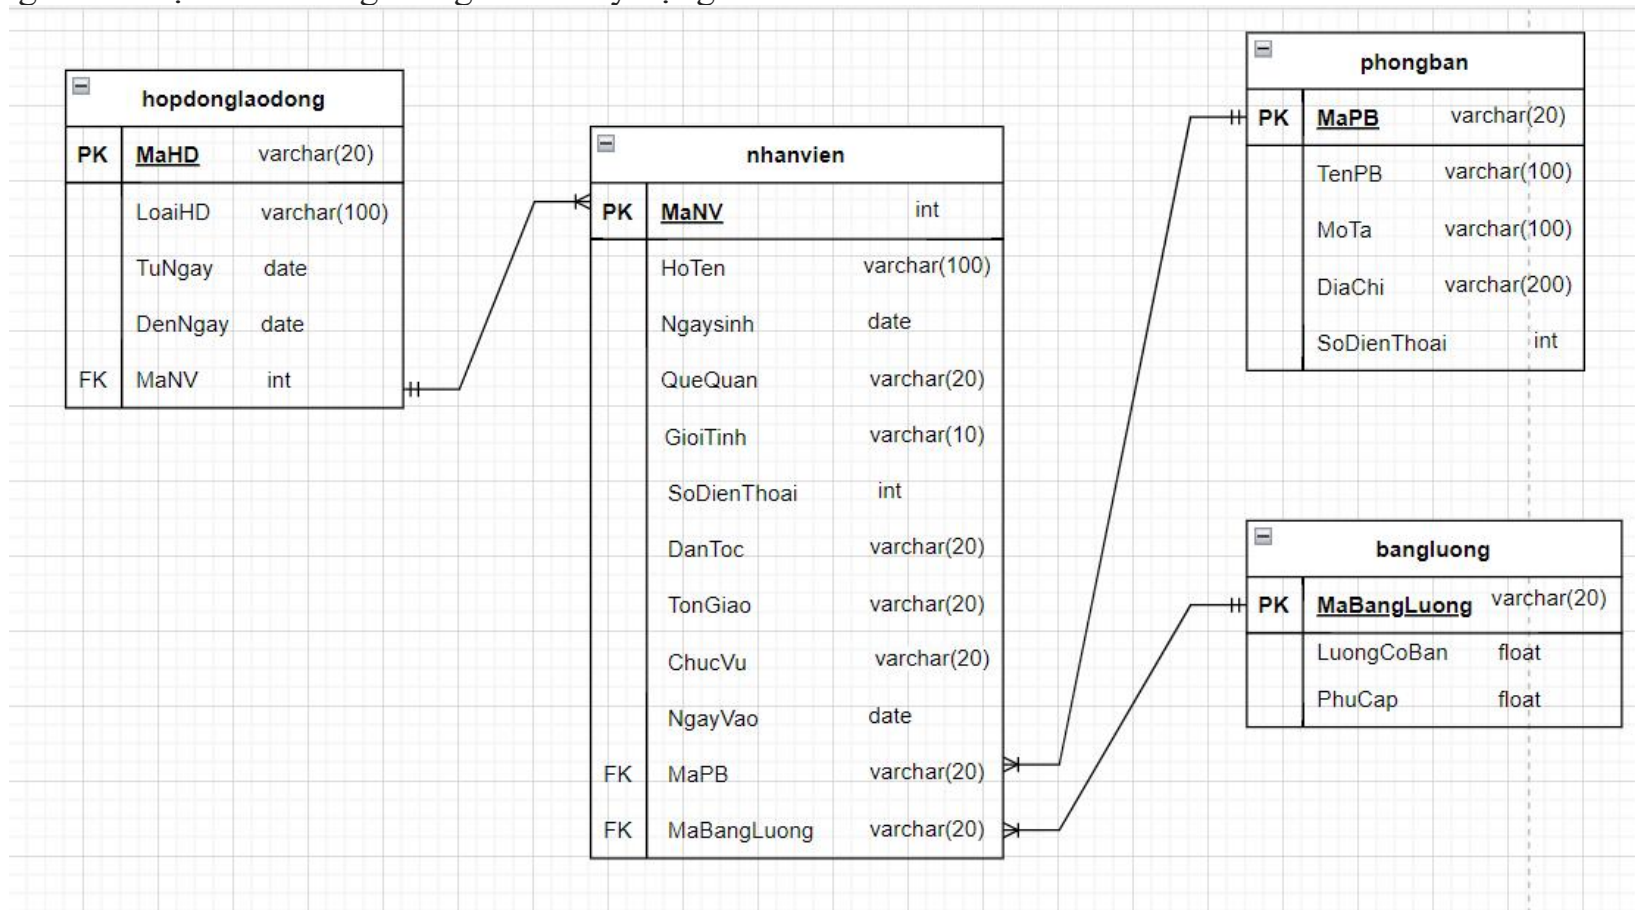 hopdonglaodong
PK MaHD varchar(20)
LoaiHD varchar(100)
TuNgay date
DenNgay date
FK MaNV int
nhanvien
PK MaNV int
HoTen varchar(100)
Ngaysinh date
QueQuan varchar(20)
GioiTinh varchar(10)
SoDienThoai int
DanToc varchar(20)
TonGiao varchar(20)
ChucVu varchar(20)
NgayVao date
FK MaPB varchar(20)
FK MaBangLuong varchar(20)
phongban
PK MaPB varchar(20)
TenPB varchar(100)
MoTa varchar(100)
DiaChi varchar(200)
SoDienThoai int
bangluong
PK MaBangLuong varchar(20)
LuongCoBan float
PhuCap float